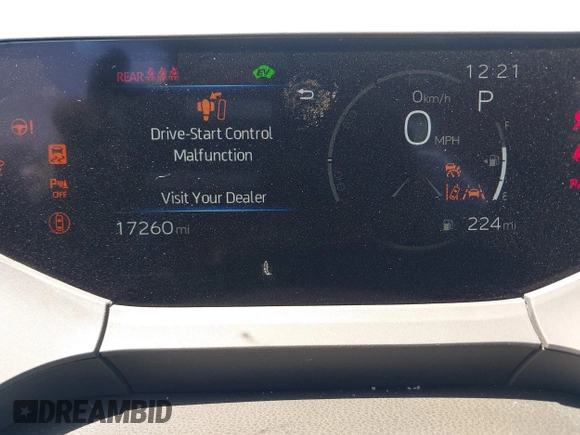 REAR
EV
12:21
0km/h
P
0 MPH
Drive-Start Control
Malfunction
Visit Your Dealer
P
OFF
F
E
17260 mi
224 mi
DREAMBID